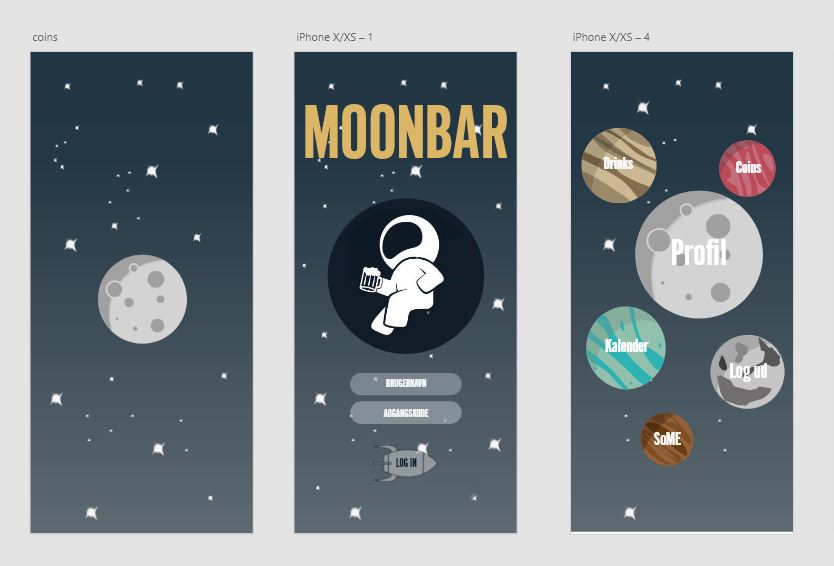 coins
iPhone X/XS – 1
MOONBAR
BRUGERNAVN
ADGANGSKODE
LOG IN
iPhone X/XS – 4
Drinks
Coins
Profil
Kalender
Log ud
SoME